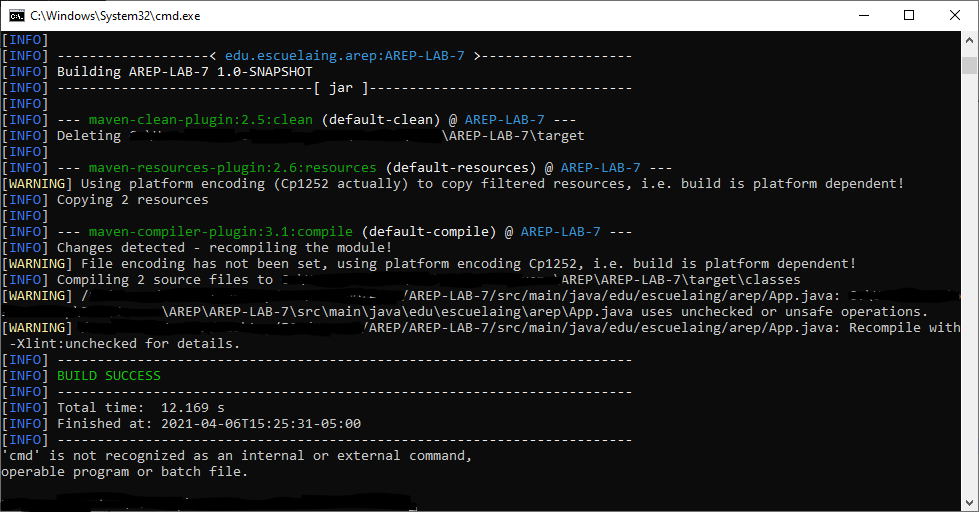 C:\Windows\System32\cmd.exe
[INFO]
[INFO] -------------------< edu.escuelaing.arep:AREP-LAB-7 >-------------------
[INFO] Building AREP-LAB-7 1.0-SNAPSHOT
[INFO] --------------------------------[ jar ]---------------------------------
[INFO]
[INFO] --- maven-clean-plugin:2.5:clean (default-clean) @ AREP-LAB-7 ---
[INFO] Deleting \AREP-LAB-7\target
[INFO]
[INFO] --- maven-resources-plugin:2.6:resources (default-resources) @ AREP-LAB-7 ---
[WARNING] Using platform encoding (Cp1252 actually) to copy filtered resources, i.e. build is platform dependent!
[INFO] Copying 2 resources
[INFO]
[INFO] --- maven-compiler-plugin:3.1:compile (default-compile) @ AREP-LAB-7 ---
[INFO] Changes detected - recompiling the module!
[WARNING] File encoding has not been set, using platform encoding Cp1252, i.e. build is platform dependent!
[INFO] Compiling 2 source files to \AREP\AREP-LAB-7\target\classes
[WARNING] / /AREP-LAB-7/src/main/java/edu/escuelaing/arep/App.java:
\AREP\AREP-LAB-7\src\main\java\edu\escuelaing\arep\App.java uses unchecked or unsafe operations.
[WARNING] /AREP/AREP-LAB-7/src/main/java/edu/escuelaing/arep/App.java: Recompile with
-Xlint:unchecked for details.
[INFO] ------------------------------------------------------------------------
[INFO] BUILD SUCCESS
[INFO] ------------------------------------------------------------------------
[INFO] Total time:  12.169 s
[INFO] Finished at: 2021-04-06T15:25:31-05:00
[INFO] ------------------------------------------------------------------------
'cmd' is not recognized as an internal or external command,
operable program or batch file.